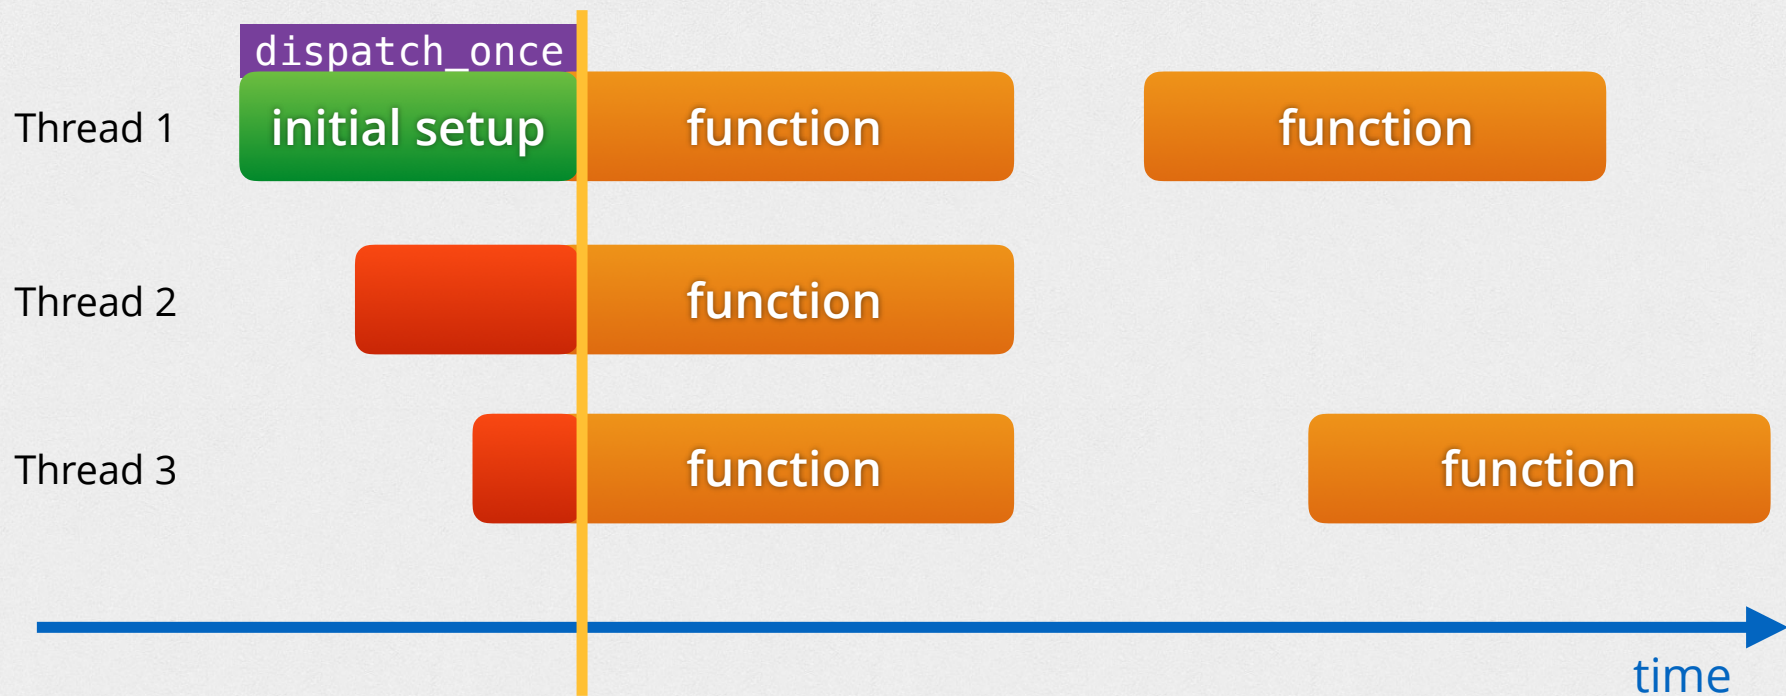 dispatch_once
Thread 1
initial setup
function
function
Thread 2
function
Thread 3
function
function
time